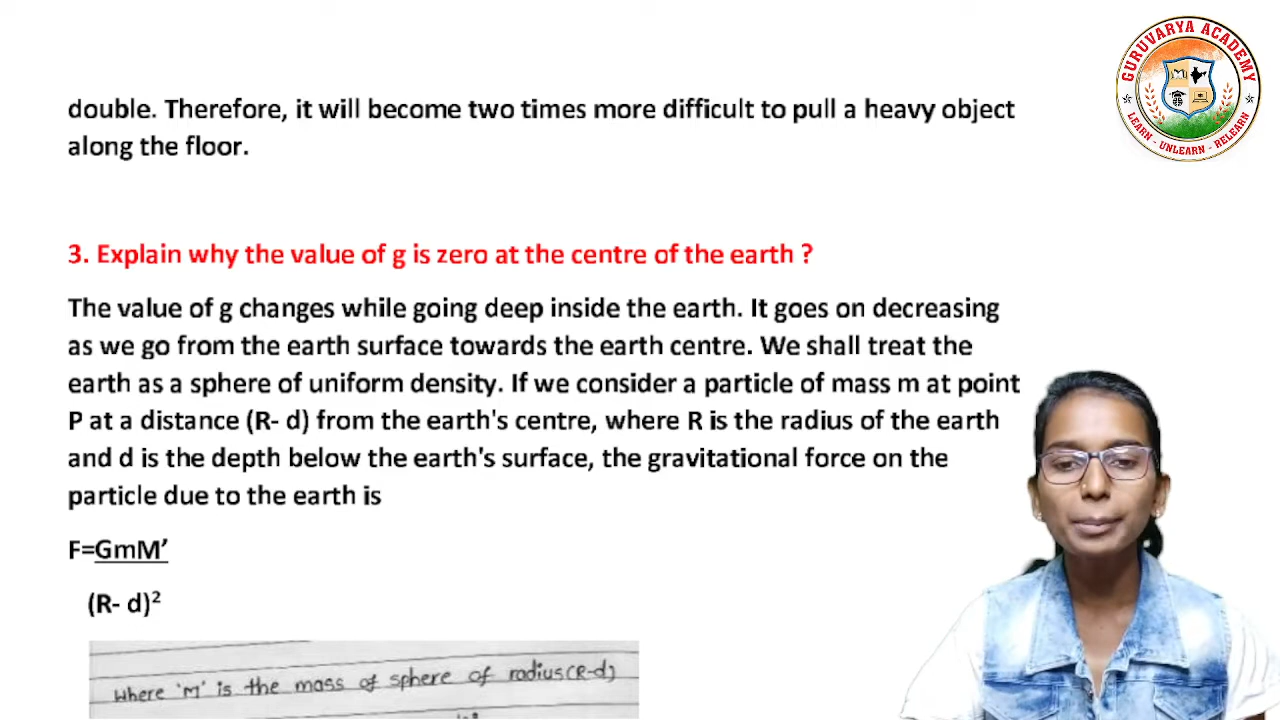 GURUVARYA ACADEMY
LEARN - UNLEARN - RELEARN
double. Therefore, it will become two times more difficult to pull a heavy object
along the floor.
3. Explain why the value of g is zero at the centre of the earth ?
The value of g changes while going deep inside the earth. It goes on decreasing
as we go from the earth surface towards the earth centre. We shall treat the
earth as a sphere of uniform density. If we consider a particle of mass m at point
P at a distance (R- d) from the earth's centre, where R is the radius of the earth
and d is the depth below the earth's surface, the gravitational force on the
particle due to the earth is
F=GmM’
(R- d)²
where 'M' is the mass of sphere of radius(R-d)